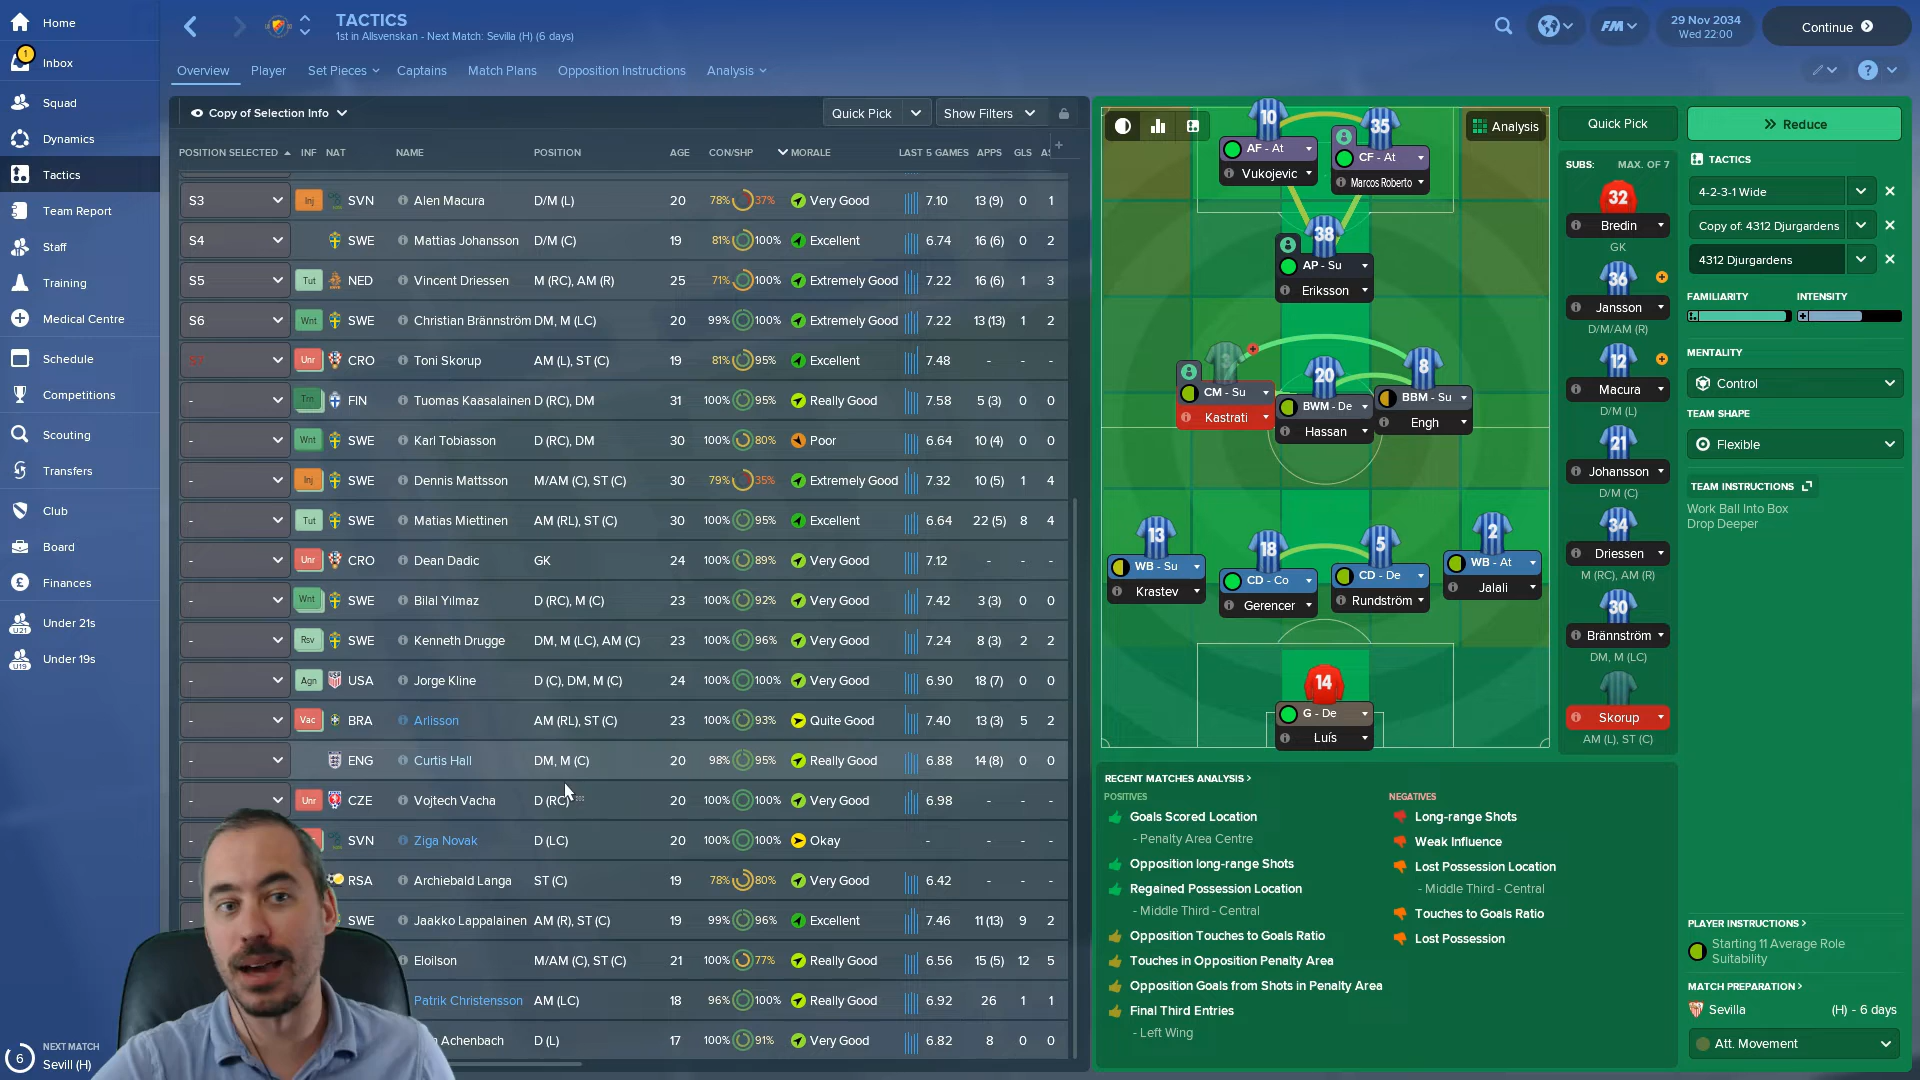 Home
Inbox
1
Squad
Dynamics
Tactics
Team Report
Staff
Training
Medical Centre
Schedule
Competitions
Scouting
Transfers
Club
Board
Finances
Under 21s
Under 19s
6
NEXT MATCH
Sevill (H)
TACTICS
1st in Allsvenskan - Next Match: Sevilla (H) (6 days)
FM
29 Nov 2034
Wed 22:00
Continue
Overview Player Set Pieces Captains Match Plans Opposition Instructions Analysis
Copy of Selection Info
Quick Pick
Show Filters
POSITION SELECTED INF NAT NAME POSITION AGE CON/SHP MORALE LAST 5 GAMES APPS GLS AS
S3 Inj SVN Alen Macura D/M (L) 20 78% 37% Very Good 7.10 13 (9) 0 1
S4 SWE Mattias Johansson D/M (C) 19 81% 100% Excellent 6.74 16 (6) 0 2
S5 Tut NED Vincent Driessen M (RC), AM (R) 25 71% 100% Extremely Good 7.22 16 (6) 1 3
S6 Wnt SWE Christian Brännström DM, M (LC) 20 99% 100% Extremely Good 7.22 13 (13) 1 2
S7 Unr CRO Toni Skorup AM (L), ST (C) 19 81% 95% Excellent 7.48 - - -
- Trn FIN Tuomas Kaasalainen D (RC), DM 31 100% 95% Really Good 7.58 5 (3) 0 0
- Wnt SWE Karl Tobiasson D (RC), DM 30 100% 80% Poor 6.64 10 (4) 0 0
- Inj SWE Dennis Mattsson M/AM (C), ST (C) 30 79% 35% Extremely Good 7.32 10 (5) 1 4
- Tut SWE Matias Miettinen AM (RL), ST (C) 30 100% 95% Excellent 6.64 22 (5) 8 4
- Unr CRO Dean Dadic GK 24 100% 89% Very Good 7.12 - - -
- Wnt SWE Bilal Yılmaz D (RC), M (C) 23 100% 92% Very Good 7.42 3 (3) 0 0
- Rsv SWE Kenneth Drugge DM, M (LC), AM (C) 23 100% 96% Very Good 7.24 8 (3) 2 2
- Agn USA Jorge Kline D (C), DM, M (C) 24 100% 100% Very Good 6.90 18 (7) 0 1
- Vac BRA Arlisson AM (RL), ST (C) 23 100% 93% Quite Good 7.40 13 (3) 5 2
- ENG Curtis Hall DM, M (C) 20 98% 95% Really Good 6.88 14 (8) 0 0
- Unr CZE Vojtech Vacha D (RC) 20 100% 100% Very Good 6.98 - - -
- SVN Ziga Novak D (LC) 20 100% 100% Okay - - - -
- RSA Archiebald Langa ST (C) 19 78% 80% Very Good 6.42 - - -
- SWE Jaakko Lappalainen AM (R), ST (C) 19 99% 96% Excellent 7.46 11 (13) 9 2
Eloilson M/AM (C), ST (C) 21 100% 77% Really Good 6.56 15 (5) 12 5
Patrik Christensson AM (LC) 18 96% 100% Really Good 6.92 26 1 1
Achenbach D (L) 17 100% 91% Very Good 6.82 8 0 0
Analysis
10
AF - At
Vukojevic
35
CF - At
Marcos Roberto
38
AP - Su
Eriksson
CM - Su
Kastrati
20
BWM - De
Hassan
8
BBM - Su
Engh
13
WB - Su
Krastev
18
CD - Co
Gerencer
5
CD - De
Rundström
2
WB - At
Jalali
14
G - De
Luís
Quick Pick
SUBS: MAX. OF 7
32
Bredin
GK
36
Jansson
D/M/AM (R)
12
Macura
D/M (L)
21
Johansson
D/M (C)
34
Driessen
M (RC), AM (R)
30
Brännström
DM, M (LC)
Skorup
AM (L), ST (C)
Reduce
TACTICS
4-2-3-1 Wide
Copy of: 4312 Djurgardens
4312 Djurgardens
FAMILIARITY INTENSITY
MENTALITY
Control
TEAM SHAPE
Flexible
TEAM INSTRUCTIONS
Work Ball Into Box
Drop Deeper
PLAYER INSTRUCTIONS >
Starting 11 Average Role
Suitability
MATCH PREPARATION >
Sevilla (H) - 6 days
Att. Movement
RECENT MATCHES ANALYSIS >
POSITIVES
Goals Scored Location
- Penalty Area Centre
Opposition long-range Shots
Regained Possession Location
- Middle Third - Central
Opposition Touches to Goals Ratio
Touches in Opposition Penalty Area
Opposition Goals from Shots in Penalty Area
Final Third Entries
- Left Wing
NEGATIVES
Long-range Shots
Weak Influence
Lost Possession Location
- Middle Third - Central
Touches to Goals Ratio
Lost Possession